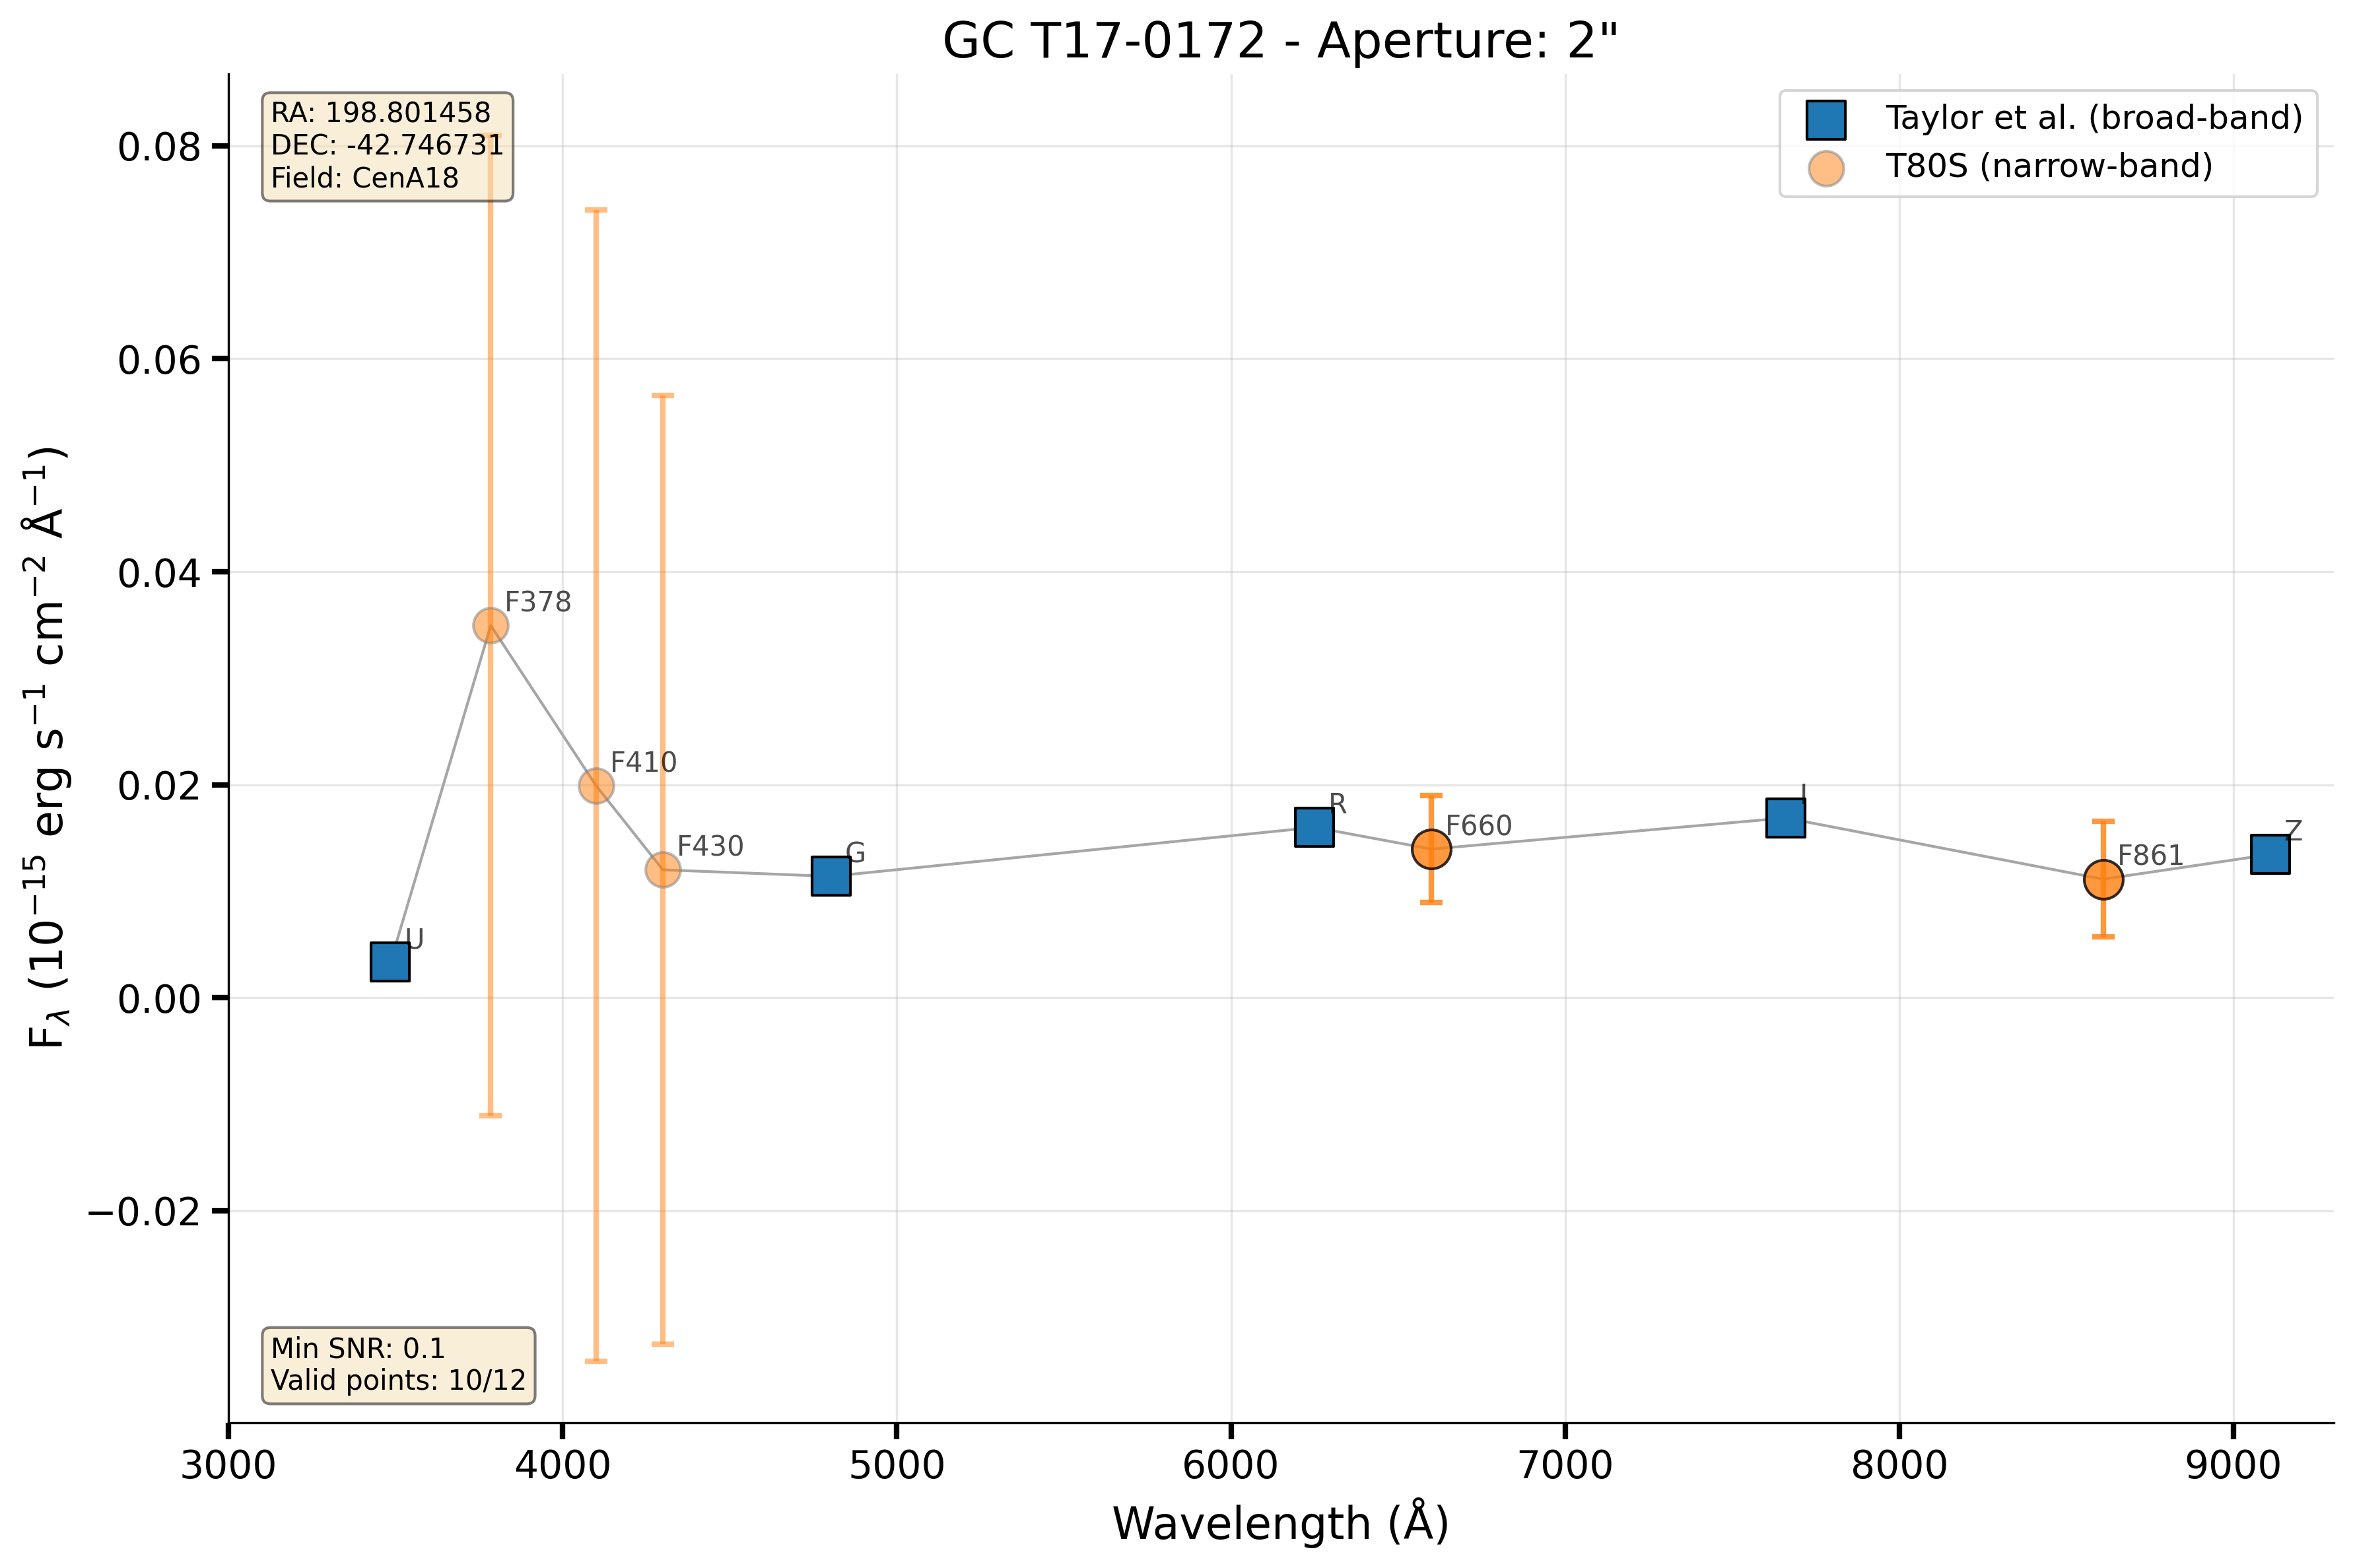 GC T17-0172 - Aperture: 2"
RA: 198.801458
DEC: -42.746731
Field: CenA18
Taylor et al. (broad-band)
T80S (narrow-band)
0.08
0.06
0.04
0.02
0.00
−0.02
F_λ (10⁻¹⁵ erg s⁻¹ cm⁻² Å⁻¹)
U
F378
F410
F430
G
R
F660
I
F861
Z
Min SNR: 0.1
Valid points: 10/12
3000 4000 5000 6000 7000 8000 9000
Wavelength (Å)